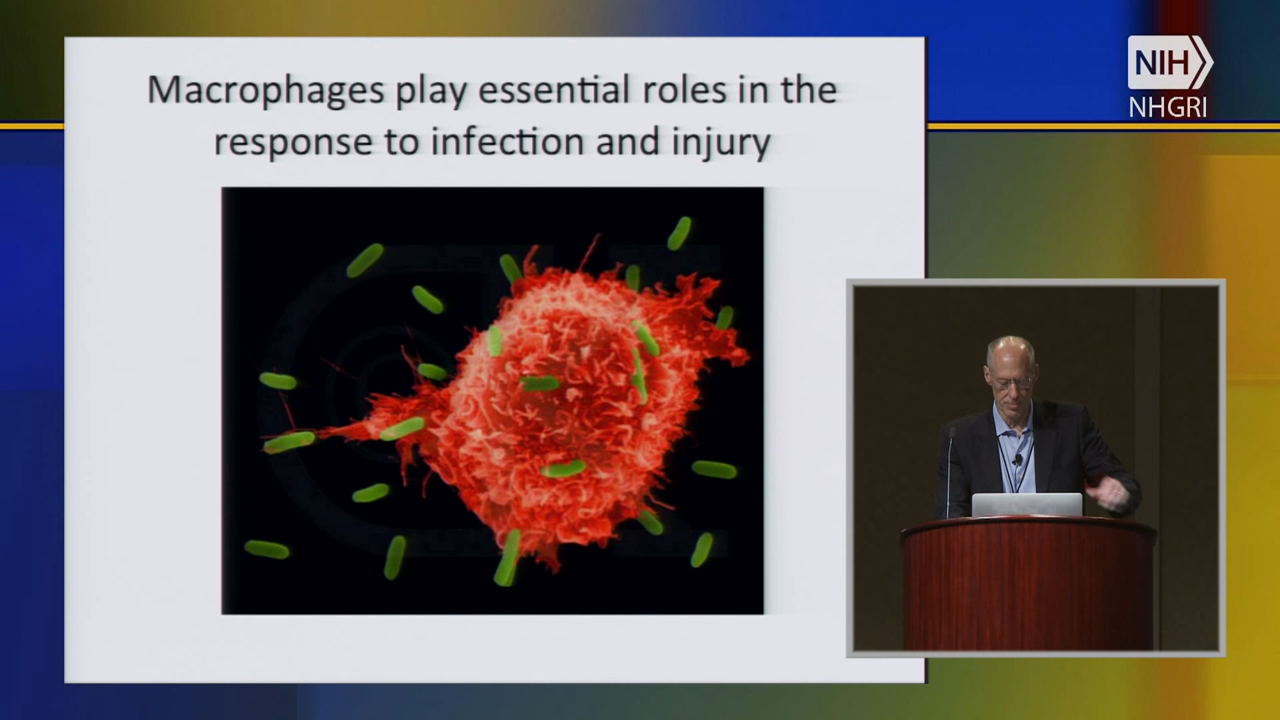 Macrophages play essential roles in the
response to infection and injury
NIH
NHGRI